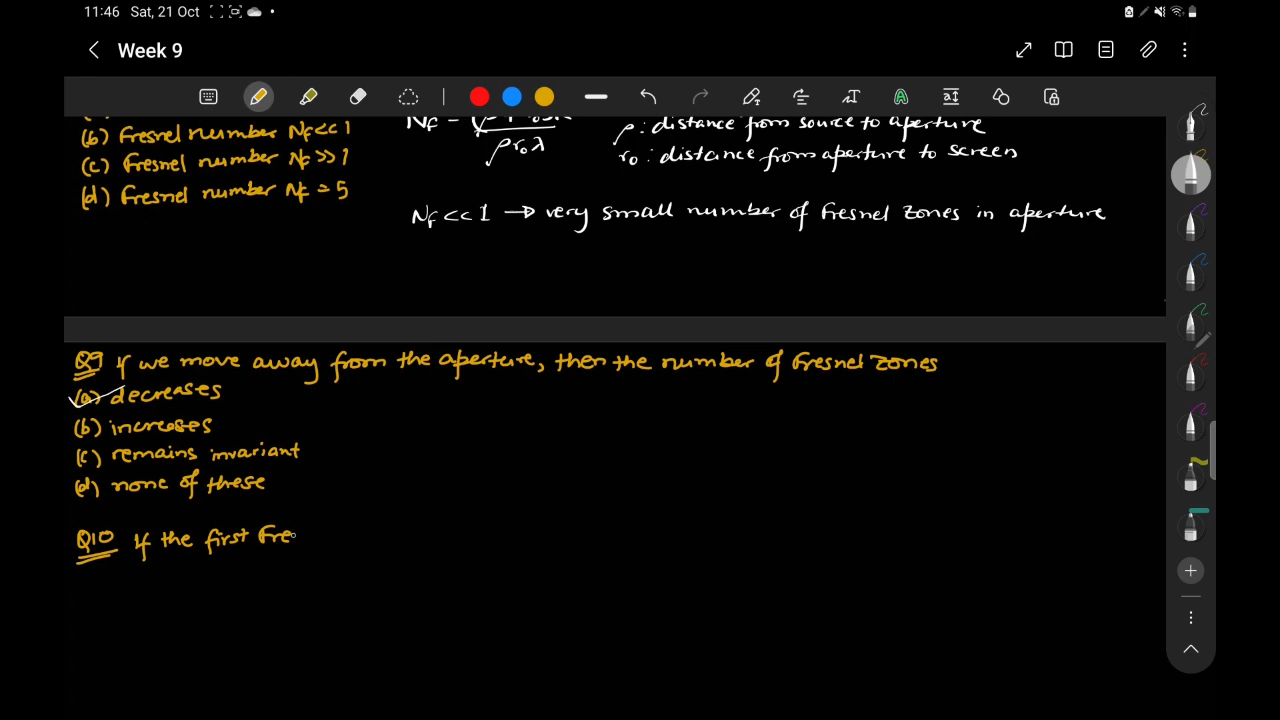 11:46 Sat, 21 Oct
Week 9
(b) Fresnel number Nf << 1
(c) Fresnel number Nf >> 1
(d) Fresnel number Nf = 5
Nf =
ρr₀λ
ρ : distance from source to aperture
r₀ : distance from aperture to screen
Nf << 1 → very small number of Fresnel zones in aperture
Q9 If we move away from the aperture, then the number of Fresnel zones
(a) decreases
(b) increases
(c) remains invariant
(d) none of these
Q10 If the first Fre